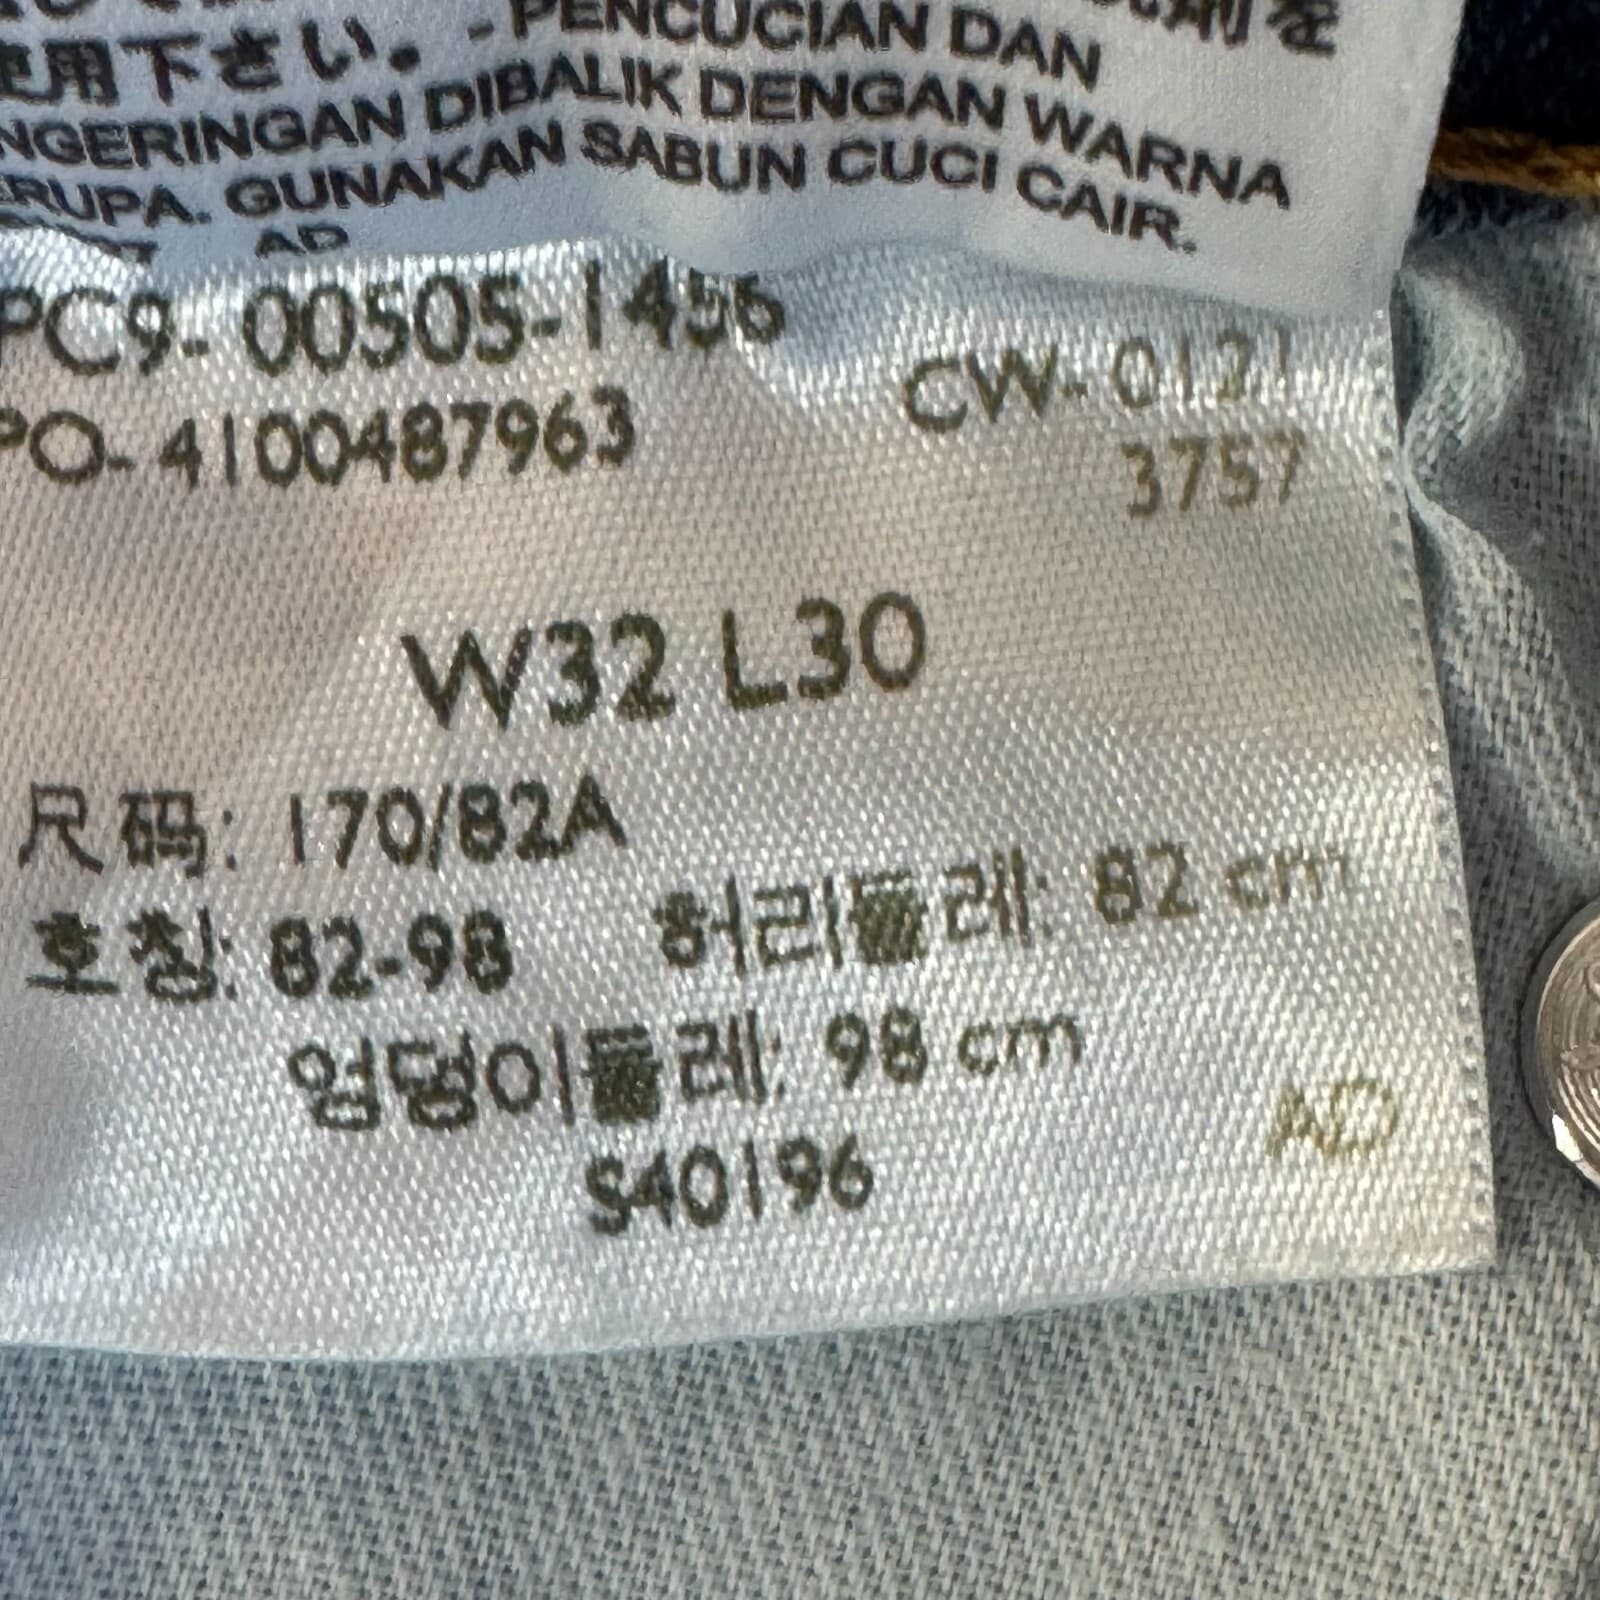 使用下さい。 - PENCUCIAN DAN
NGERINGAN DIBALIK DENGAN WARNA
ERUPA. GUNAKAN SABUN CUCI CAIR.
AD
PC9-00505-1456
CW-0121
PO-4100487963
3757
W32 L30
尺码: 170/82A
호칭: 82-98 허리둘레: 82 cm
엉덩이둘레: 98 cm
AD
S40196